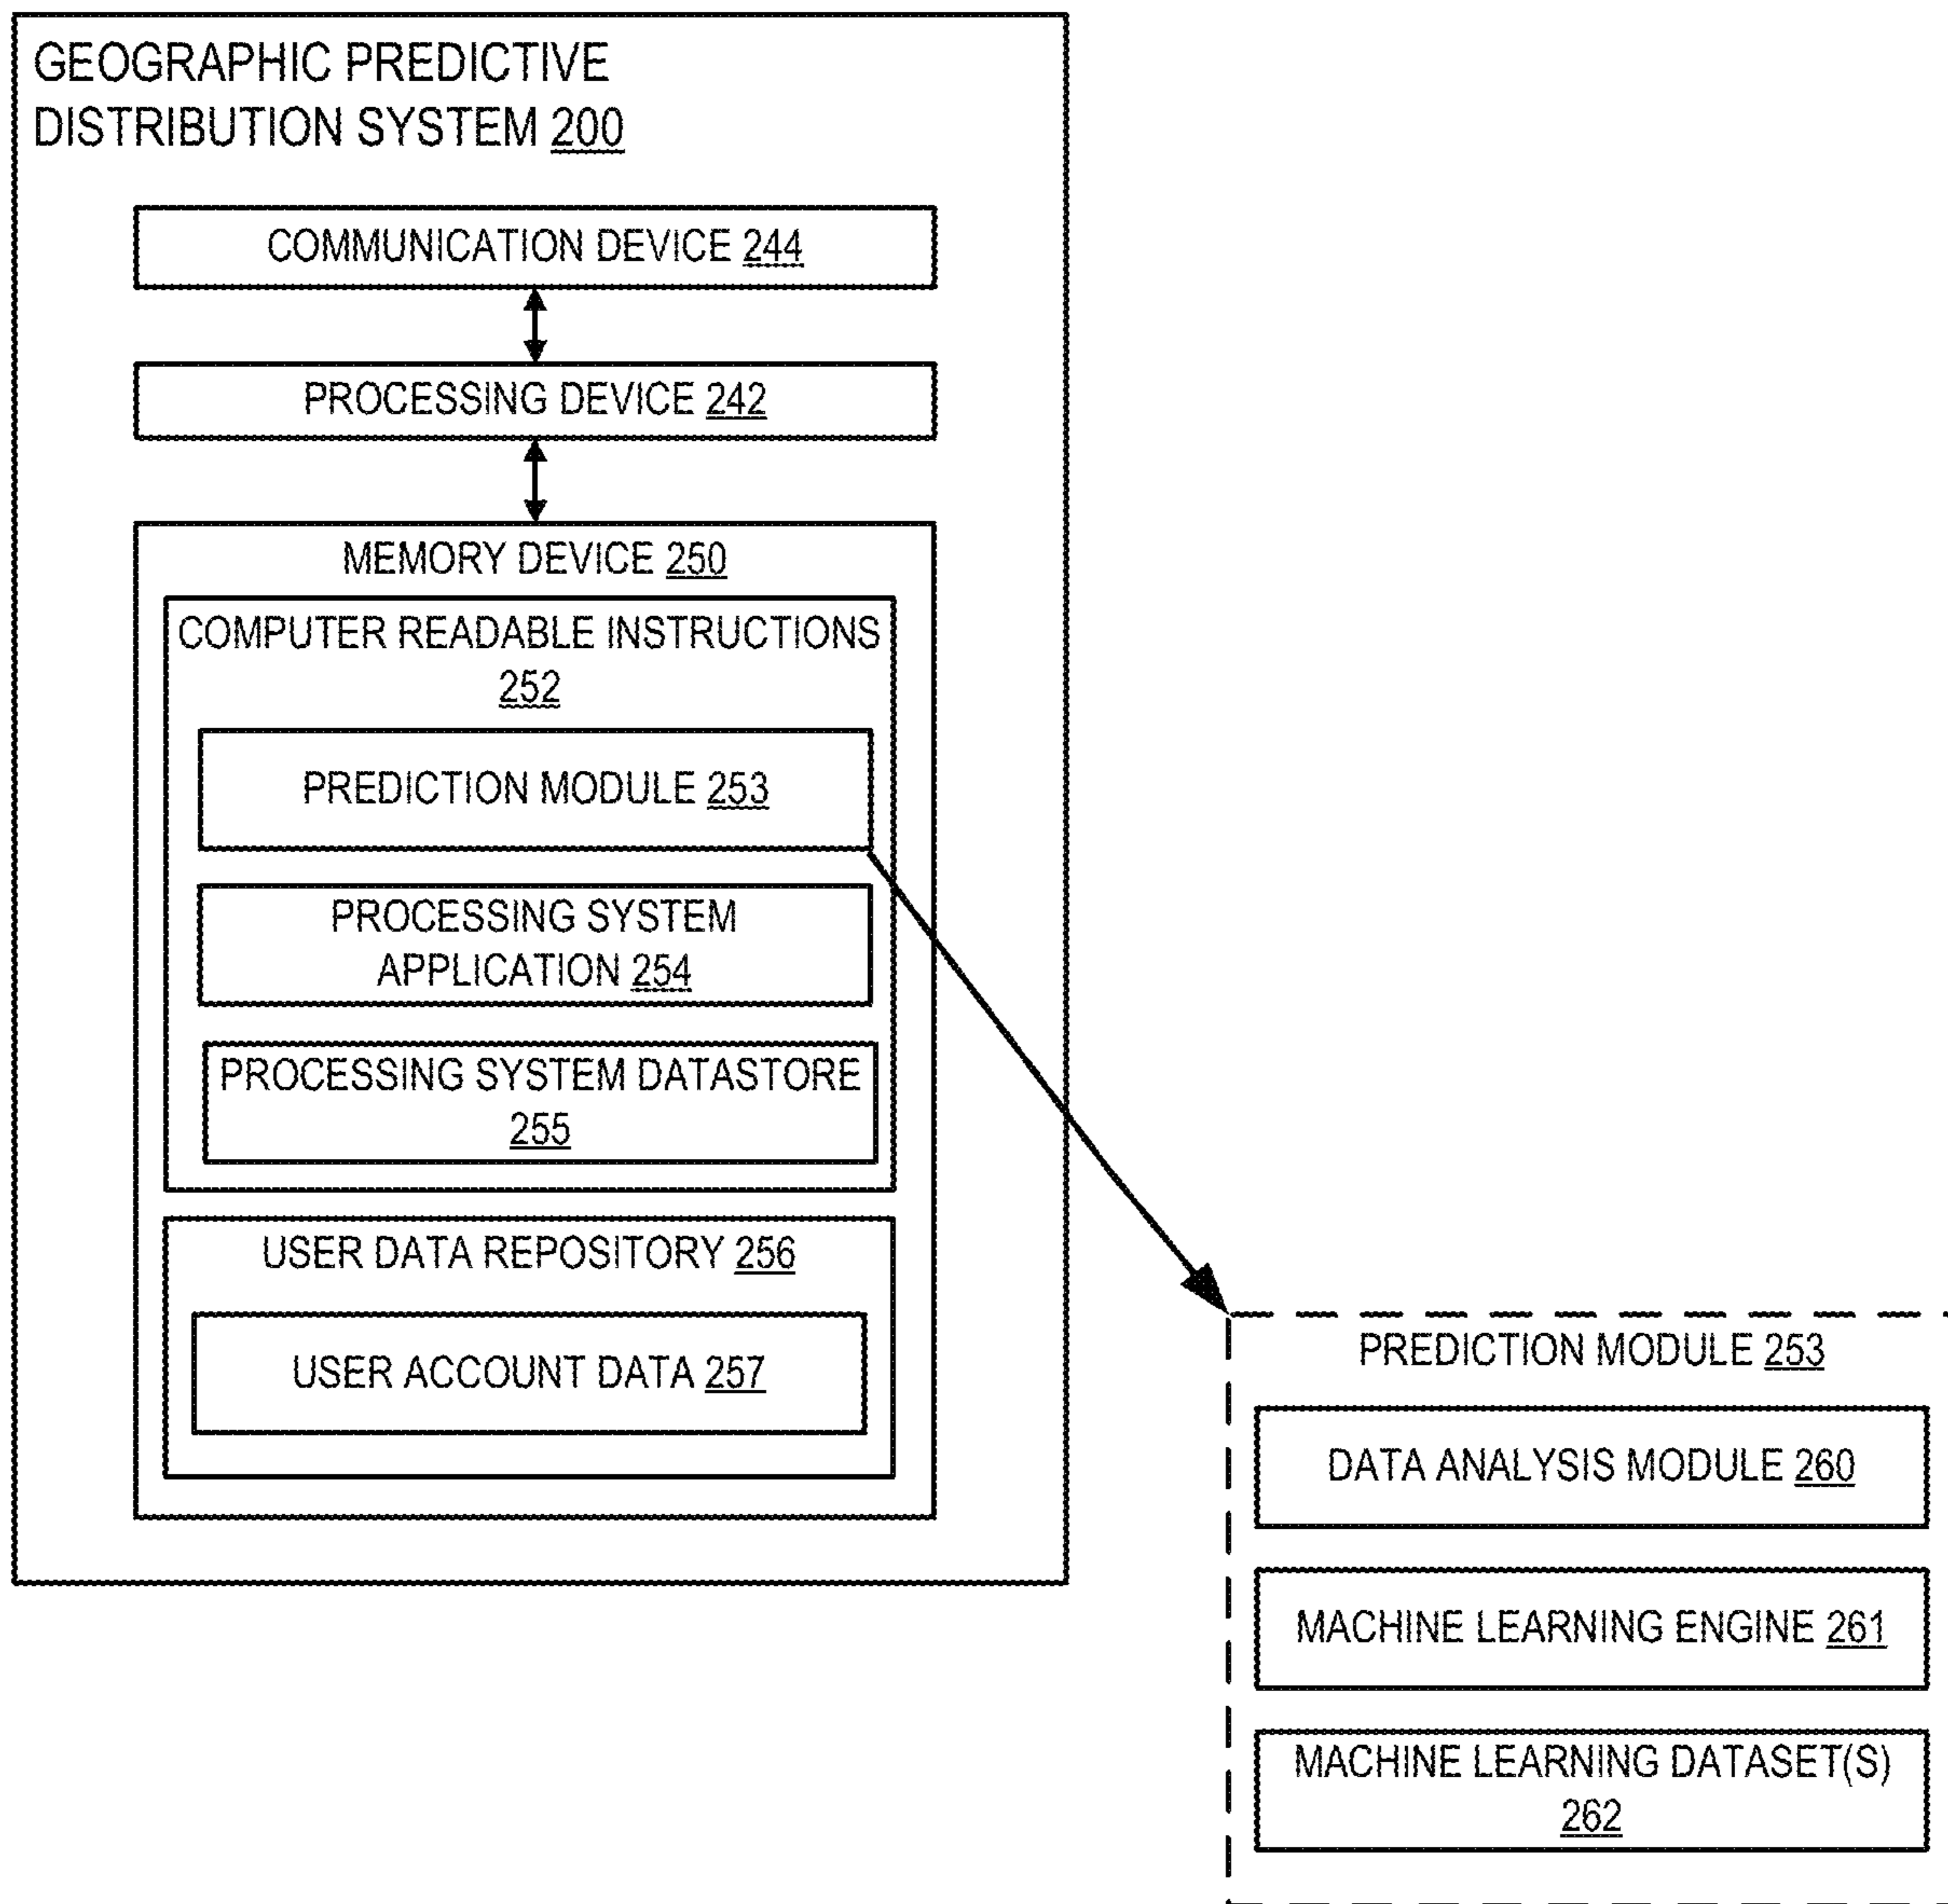 GEOGRAPHIC PREDICTIVE
DISTRIBUTION SYSTEM 200
COMMUNICATION DEVICE 244
PROCESSING DEVICE 242
MEMORY DEVICE 250
COMPUTER READABLE INSTRUCTIONS
252
PREDICTION MODULE 253
PROCESSING SYSTEM
APPLICATION 254
PROCESSING SYSTEM DATASTORE
255
USER DATA REPOSITORY 256
USER ACCOUNT DATA 257
PREDICTION MODULE 253
DATA ANALYSIS MODULE 260
MACHINE LEARNING ENGINE 261
MACHINE LEARNING DATASET(S)
262